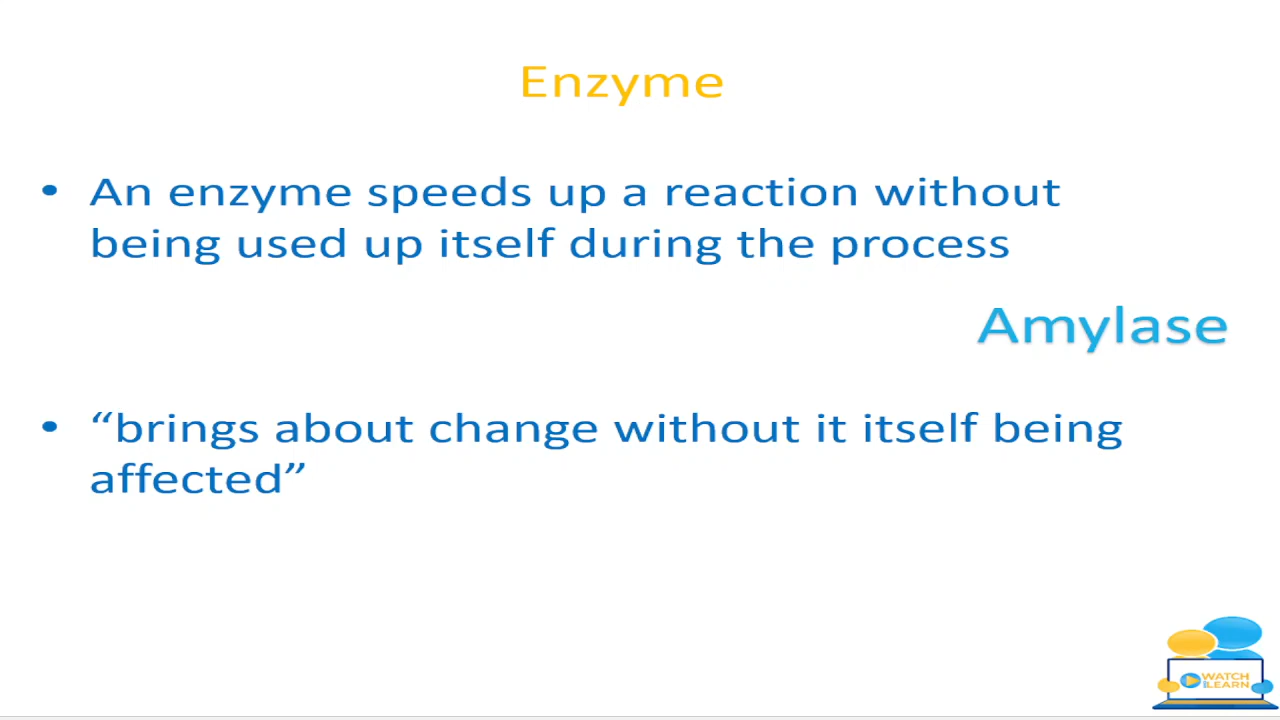 Enzyme
• An enzyme speeds up a reaction without
being used up itself during the process
Amylase
• “brings about change without it itself being
affected”
WATCH
LEARN